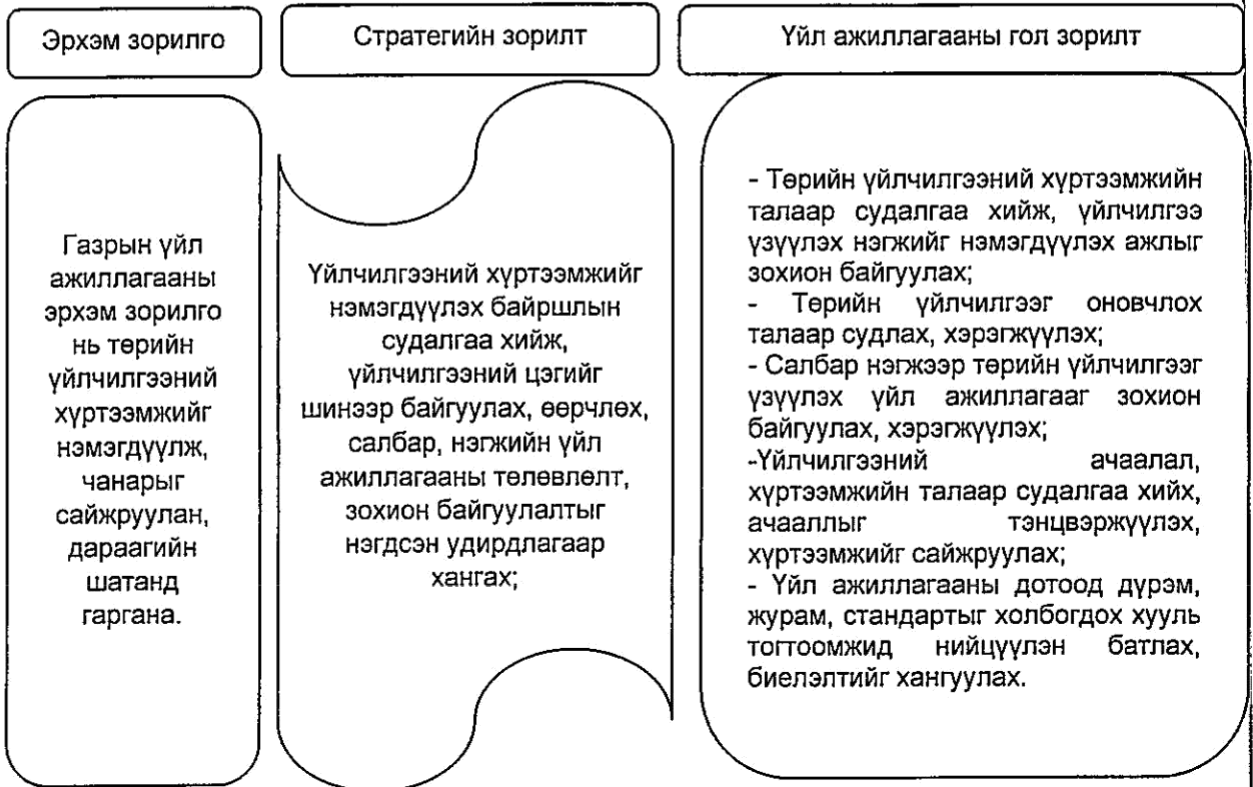 Эрхэм зорилго
Стратегийн зорилт
Үйл ажиллагааны гол зорилт
Газрын үйл
ажиллагааны
эрхэм зорилго
нь төрийн
үйлчилгээний
хүртээмжийг
нэмэгдүүлж,
чанарыг
сайжруулан,
дараагийн
шатанд
гаргана.
Үйлчилгээний хүртээмжийг
нэмэгдүүлэх байршлын
судалгаа хийж,
үйлчилгээний цэгийг
шинээр байгуулах, өөрчлөх,
салбар, нэгжийн үйл
ажиллагааны төлөвлөлт,
зохион байгуулалтыг
нэгдсэн удирдлагаар
хангах;
- Төрийн үйлчилгээний хүртээмжийн
талаар судалгаа хийж, үйлчилгээ
үзүүлэх нэгжийг нэмэгдүүлэх ажлыг
зохион байгуулах;
- Төрийн үйлчилгээг оновчлох
талаар судлах, хэрэгжүүлэх;
- Салбар нэгжээр төрийн үйлчилгээг
үзүүлэх үйл ажиллагааг зохион
байгуулах, хэрэгжүүлэх;
-Үйлчилгээний ачаалал,
хүртээмжийн талаар судалгаа хийх,
ачааллыг тэнцвэржүүлэх,
хүртээмжийг сайжруулах;
- Үйл ажиллагааны дотоод дүрэм,
журам, стандартыг холбогдох хууль
тогтоомжид нийцүүлэн батлах,
биелэлтийг хангуулах.